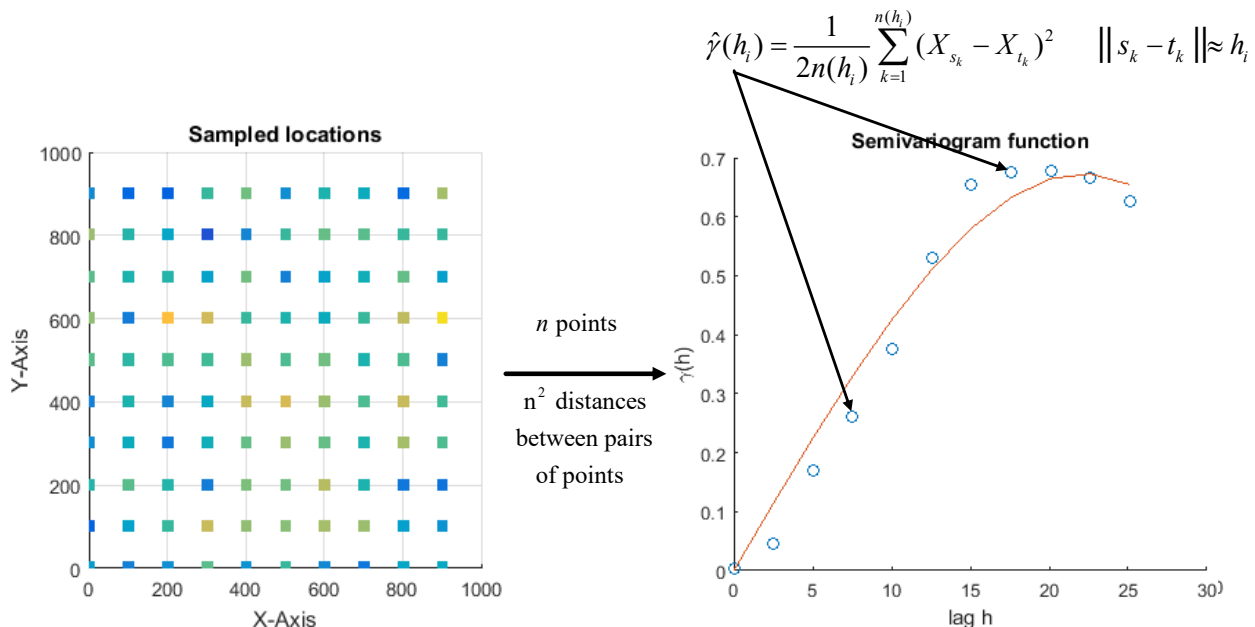 γ̂(h_i) = 1/(2n(h_i)) ∑_{k=1}^{n(h_i)} (X_{s_k} − X_{t_k})² ‖ s_k − t_k ‖≈ h_i
Sampled locations
1000
800
600
400
200
0
Y-Axis
0 200 400 600 800 1000
X-Axis
n points
n² distances
between pairs
of points
Semivariogram function
0.7
0.6
0.5
0.4
0.3
0.2
0.1
0
γ(h)
0 5 10 15 20 25 30)
lag h